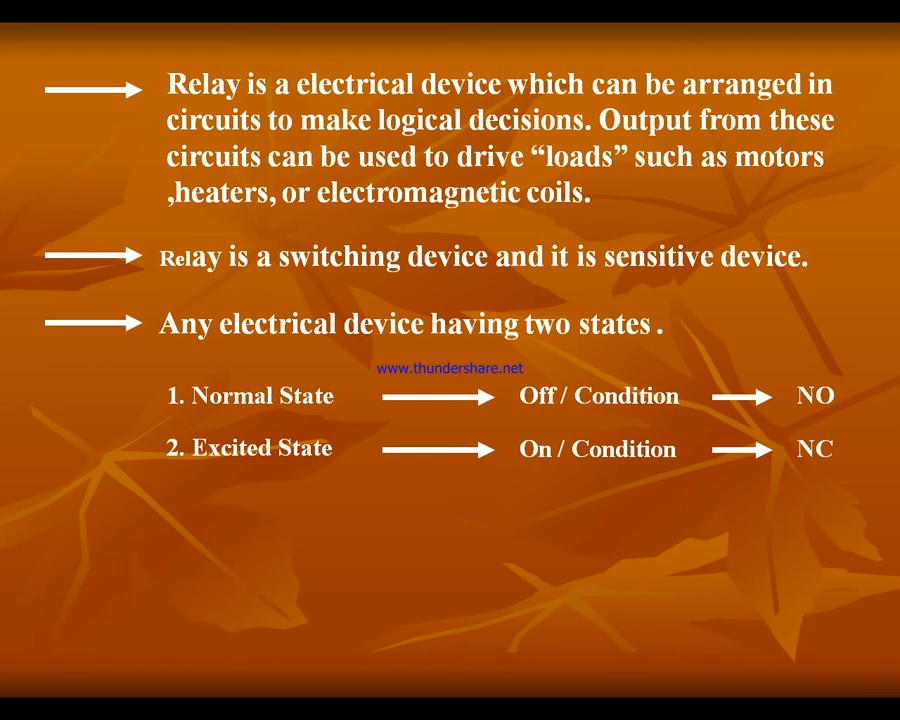 Relay is a electrical device which can be arranged in
circuits to make logical decisions. Output from these
circuits can be used to drive “loads” such as motors
,heaters, or electromagnetic coils.
Relay is a switching device and it is sensitive device.
Any electrical device having two states .
www.thundershare.net
1. Normal State Off / Condition NO
2. Excited State On / Condition NC